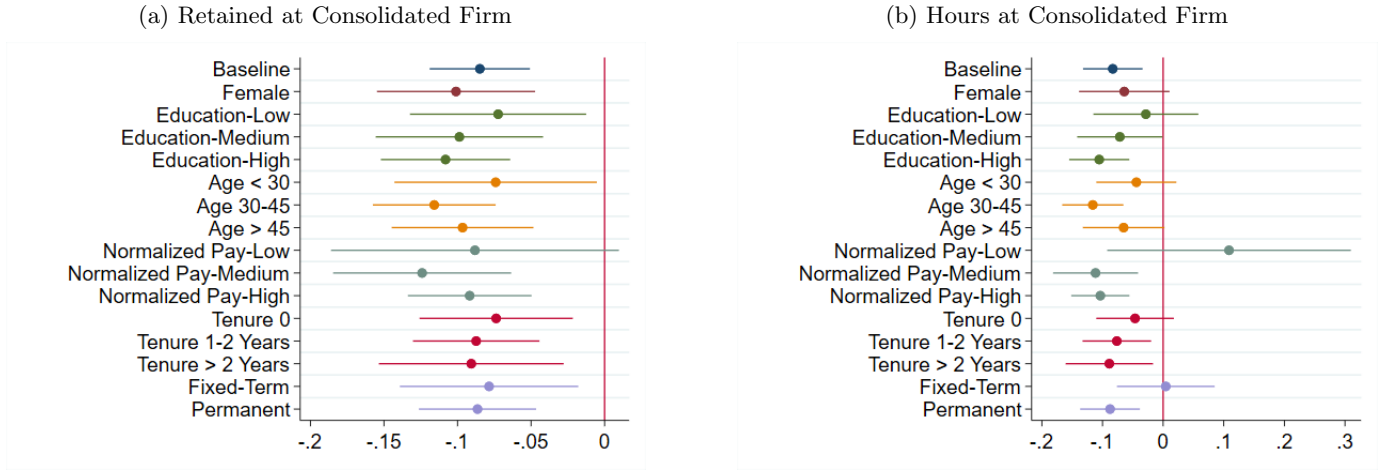 (a) Retained at Consolidated Firm
Baseline
Female
Education-Low
Education-Medium
Education-High
Age < 30
Age 30-45
Age > 45
Normalized Pay-Low
Normalized Pay-Medium
Normalized Pay-High
Tenure 0
Tenure 1-2 Years
Tenure > 2 Years
Fixed-Term
Permanent
-.2 -.15 -.1 -.05 0
(b) Hours at Consolidated Firm
Baseline
Female
Education-Low
Education-Medium
Education-High
Age < 30
Age 30-45
Age > 45
Normalized Pay-Low
Normalized Pay-Medium
Normalized Pay-High
Tenure 0
Tenure 1-2 Years
Tenure > 2 Years
Fixed-Term
Permanent
-.2 -.1 0 .1 .2 .3